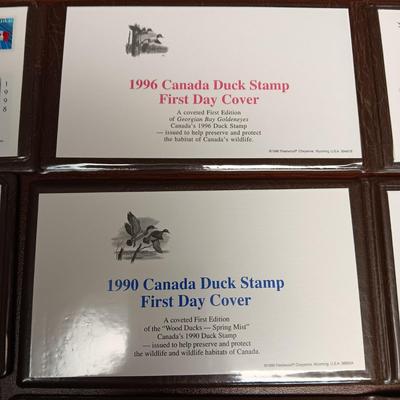 1998
1996 Canada Duck Stamp
First Day Cover
A coveted First Edition
of Georgian Bay Goldeneyes
Canada's 1996 Duck Stamp
— issued to help preserve and protect
the habitat of Canada's wildlife.
1990 Canada Duck Stamp
First Day Cover
A coveted First Edition
of the "Wood Ducks — Spring Mist"
Canada's 1990 Duck Stamp
— issued to help preserve and protect
the wildlife and wildlife habitats of Canada.